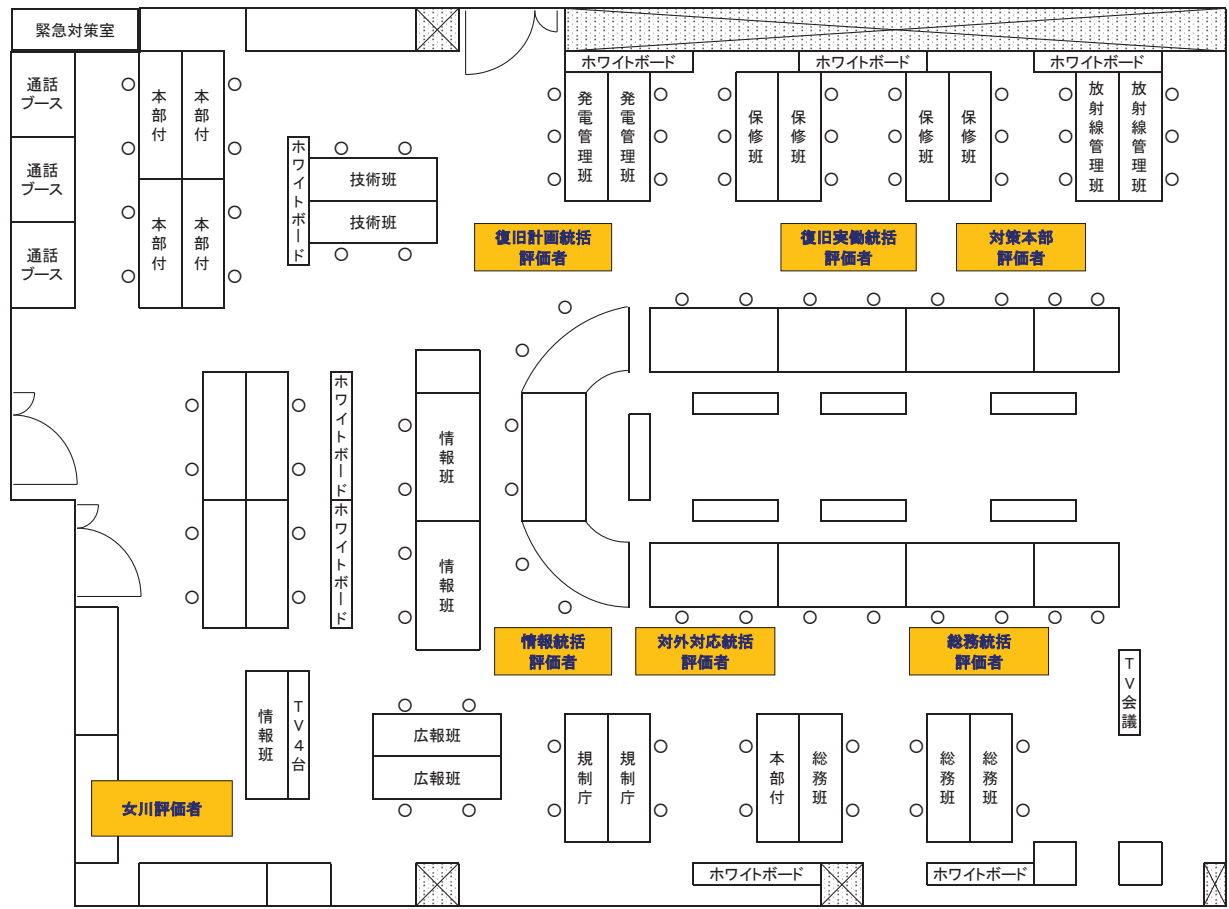 緊急対策室
通話
ブース
通話
ブース
通話
ブース
本部付
本部付
本部付
本部付
ホワイトボード
技術班
技術班
ホワイトボード
発電管理班
発電管理班
ホワイトボード
保修班
保修班
保修班
保修班
ホワイトボード
放射線管理班
放射線管理班
復旧計画統括
評価者
復旧実働統括
評価者
対策本部
評価者
ホワイトボード
ホワイトボード
情報班
情報班
情報統括
評価者
対外対応統括
評価者
総務統括
評価者
TV会議
情報班
TV4台
広報班
広報班
規制庁
規制庁
本部付
総務班
総務班
総務班
女川評価者
ホワイトボード
ホワイトボード